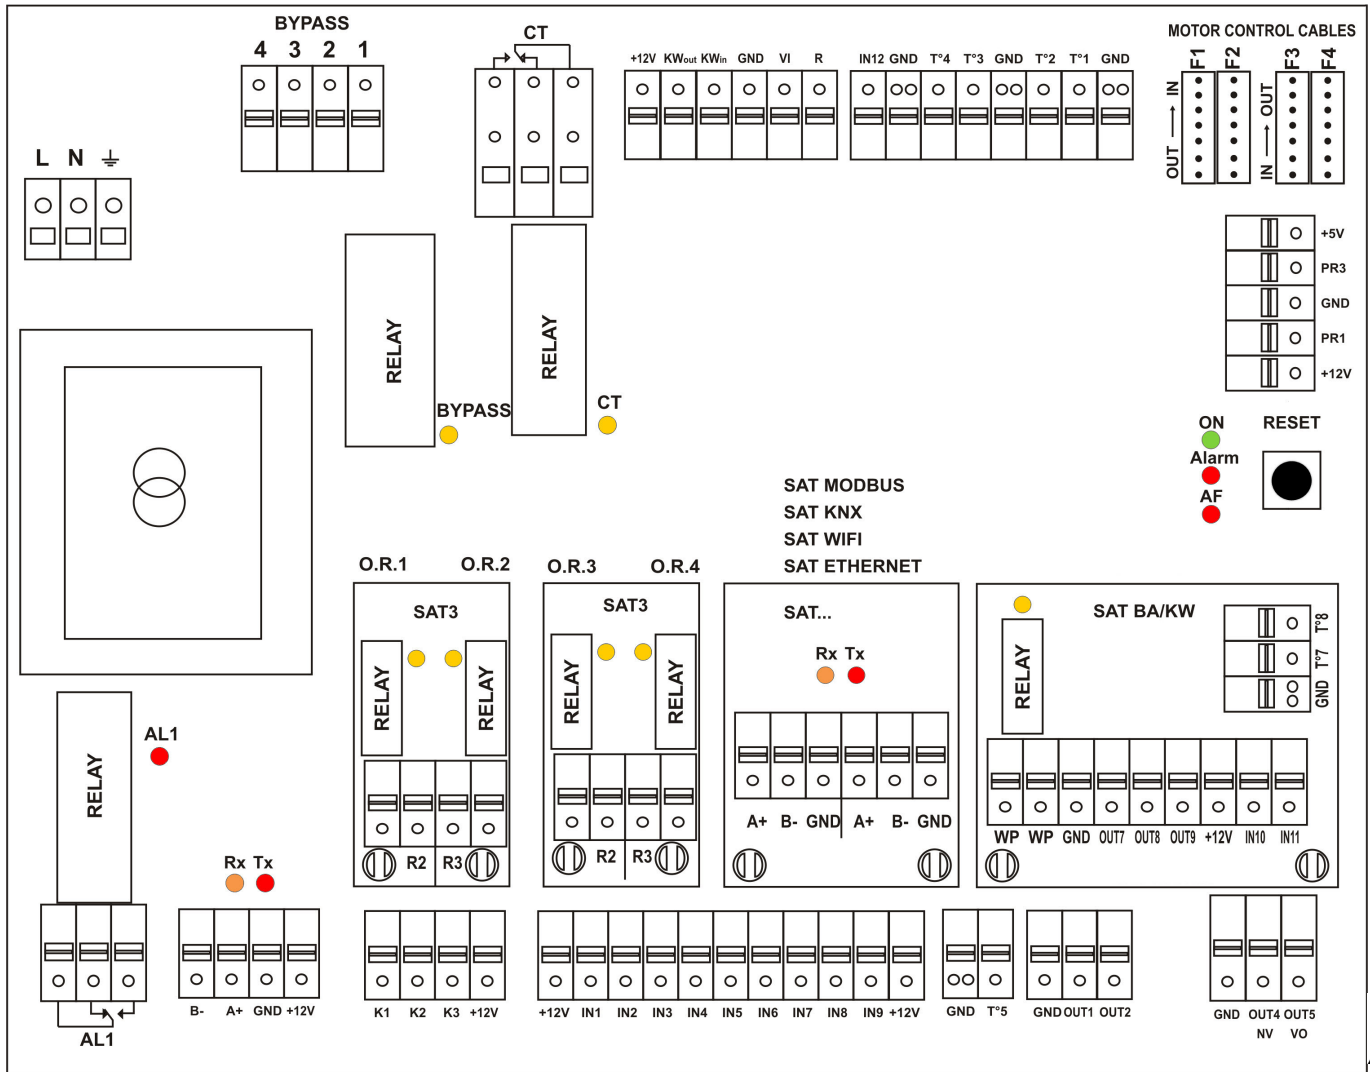 BYPASS
4 3 2 1
CT
+12V KWout KWin GND VI R
IN12 GND T°4 T°3 GND T°2 T°1 GND
MOTOR CONTROL CABLES
F1 F2 F3 F4
OUT → IN
IN → OUT
L N
+5V
PR3
GND
PR1
+12V
RELAY
BYPASS
RELAY
CT
ON
Alarm
AF
RESET
SAT MODBUS
SAT KNX
SAT WIFI
SAT ETHERNET
O.R.1 O.R.2
SAT3
RELAY RELAY
R2 R3
O.R.3 O.R.4
SAT3
RELAY RELAY
R2 R3
SAT...
Rx Tx
A+ B- GND A+ B- GND
SAT BA/KW
RELAY
T°8
T°7
GND
WP WP GND OUT7 OUT8 OUT9 +12V IN10 IN11
RELAY
AL1
AL1
Rx Tx
B- A+ GND +12V
K1 K2 K3 +12V
+12V IN1 IN2 IN3 IN4 IN5 IN6 IN7 IN8 IN9 +12V
GND T°5
GND OUT1 OUT2
GND OUT4 OUT5
NV VO